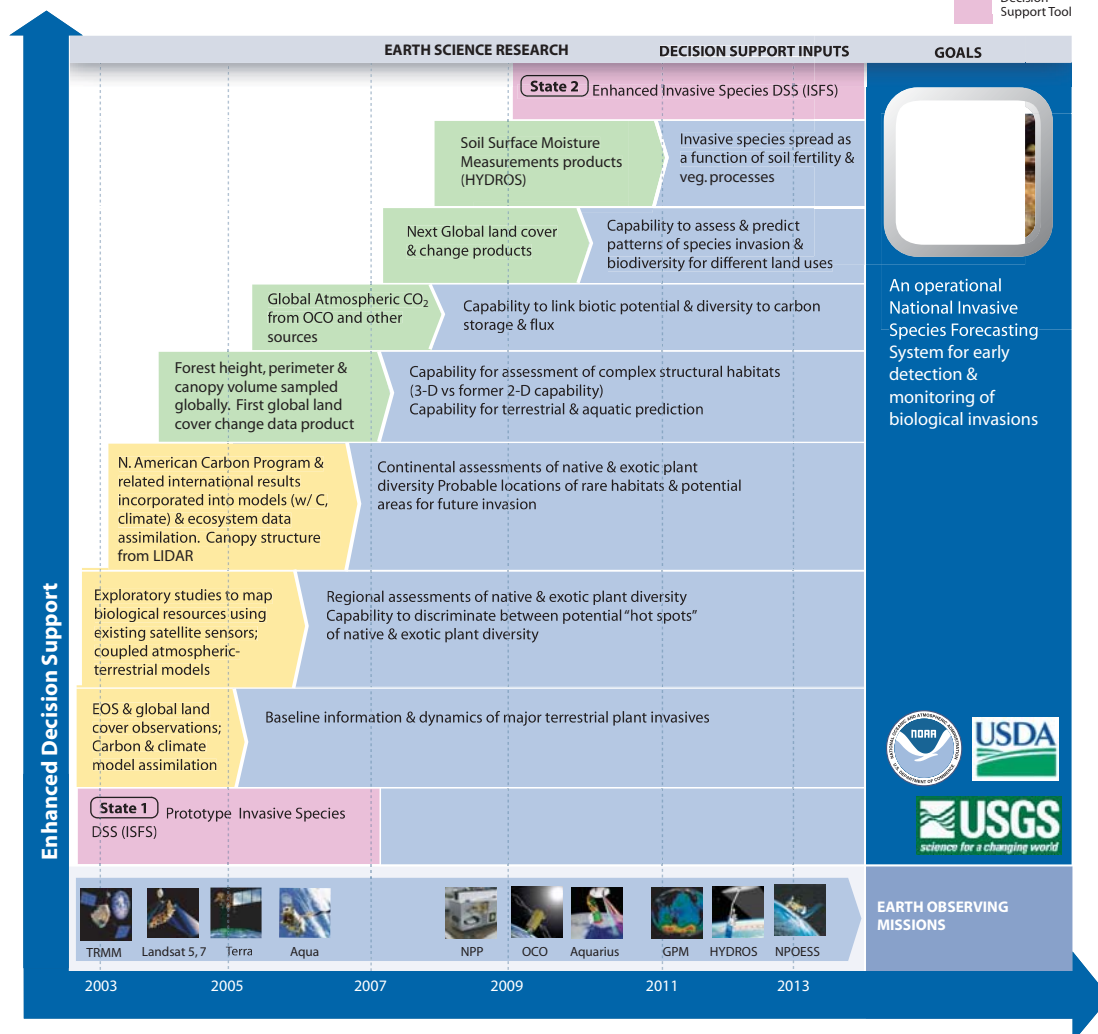 Support Tool
EARTH SCIENCE RESEARCH
DECISION SUPPORT INPUTS
GOALS
State 2 Enhanced Invasive Species DSS (ISFS)
Soil Surface Moisture
Measurements products
(HYDROS)
Invasive species spread as
a function of soil fertility &
veg. processes
Next Global land cover
& change products
Capability to assess & predict
patterns of species invasion &
biodiversity for different land uses
Global Atmospheric CO₂
from OCO and other
sources
Capability to link biotic potential & diversity to carbon
storage & flux
Forest height, perimeter &
canopy volume sampled
globally. First global land
cover change data product
Capability for assessment of complex structural habitats
(3-D vs former 2-D capability)
Capability for terrestrial & aquatic prediction
N. American Carbon Program &
related international results
incorporated into models (w/ C,
climate) & ecosystem data
assimilation. Canopy structure
from LIDAR
Continental assessments of native & exotic plant
diversity Probable locations of rare habitats & potential
areas for future invasion
Exploratory studies to map
biological resources using
existing satellite sensors;
coupled atmospheric-
terrestrial models
Regional assessments of native & exotic plant diversity
Capability to discriminate between potential “hot spots”
of native & exotic plant diversity
EOS & global land
cover observations;
Carbon & climate
model assimilation
Baseline information & dynamics of major terrestrial plant invasives
State 1 Prototype Invasive Species
DSS (ISFS)
An operational
National Invasive
Species Forecasting
System for early
detection &
monitoring of
biological invasions
NATIONAL OCEANIC AND ATMOSPHERIC ADMINISTRATION
NOAA
U.S. DEPARTMENT OF COMMERCE
USDA
USGS
science for a changing world
Enhanced Decision Support
TRMM
Landsat 5, 7
Terra
Aqua
NPP
OCO
Aquarius
GPM
HYDROS
NPOESS
EARTH OBSERVING
MISSIONS
2003
2005
2007
2009
2011
2013